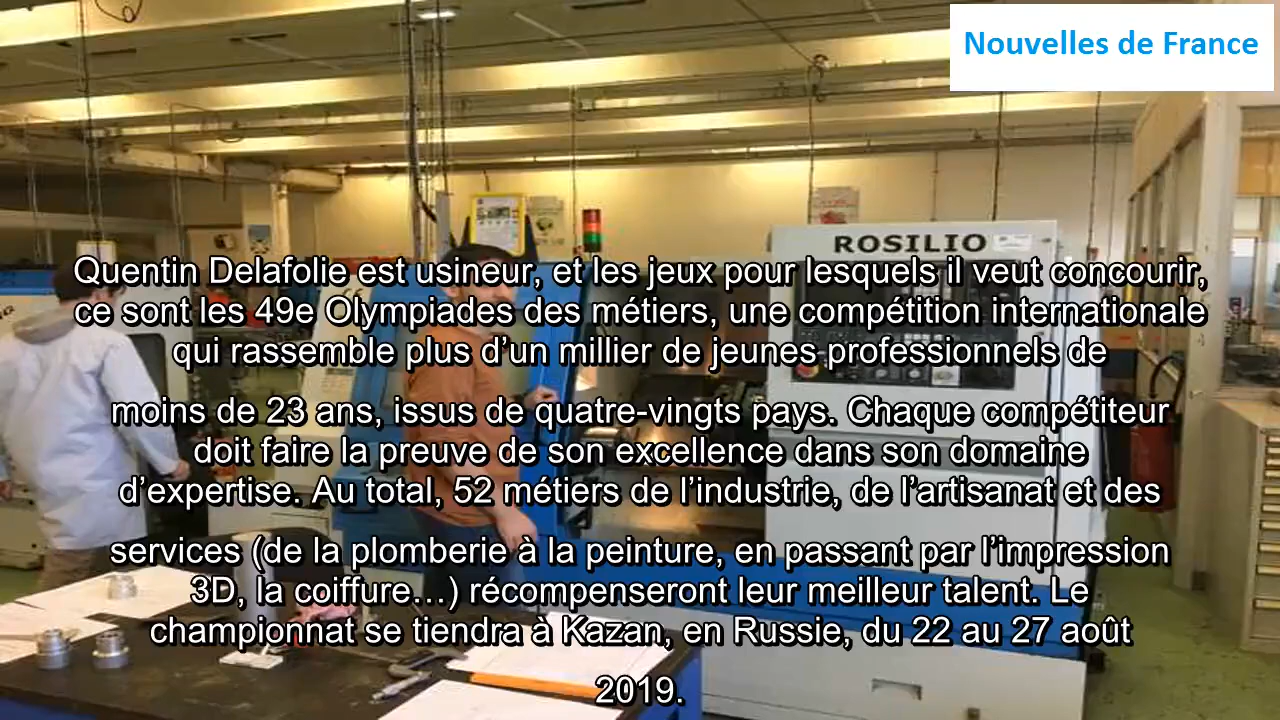 Nouvelles de France
ROSILIO
Quentin Delafolie est usineur, et les jeux pour lesquels il veut concourir,
ce sont les 49e Olympiades des métiers, une compétition internationale
qui rassemble plus d’un millier de jeunes professionnels de
moins de 23 ans, issus de quatre-vingts pays. Chaque compétiteur
doit faire la preuve de son excellence dans son domaine
d’expertise. Au total, 52 métiers de l’industrie, de l’artisanat et des
services (de la plomberie à la peinture, en passant par l’impression
3D, la coiffure…) récompenseront leur meilleur talent. Le
championnat se tiendra à Kazan, en Russie, du 22 au 27 août
2019.